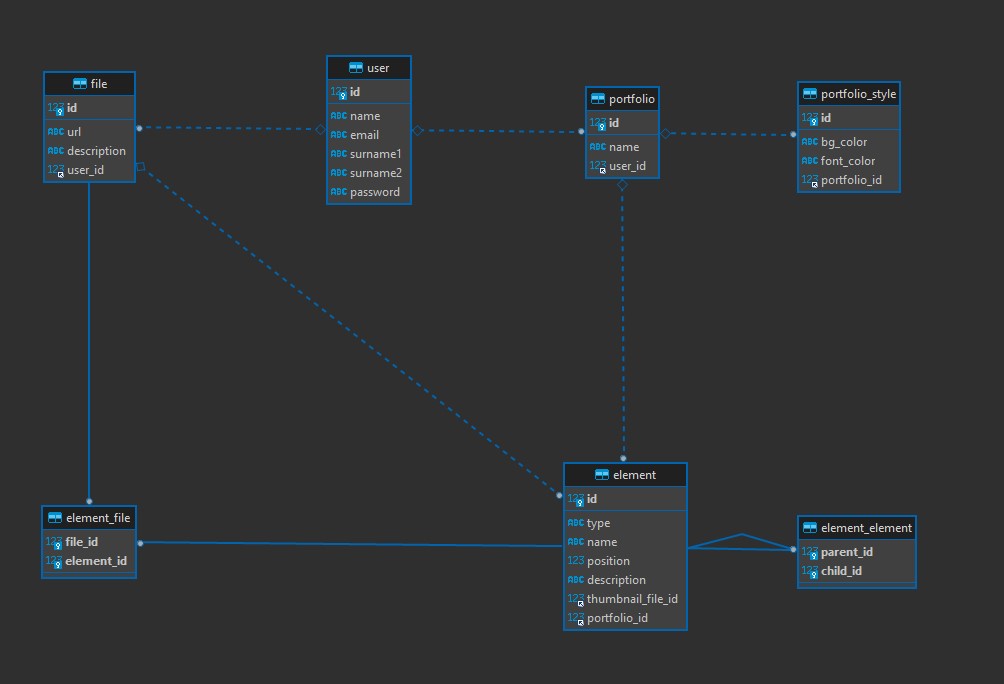 file
123 id
ABC url
ABC description
123 user_id
user
123 id
ABC name
ABC email
ABC surname1
ABC surname2
ABC password
portfolio
123 id
ABC name
123 user_id
portfolio_style
123 id
ABC bg_color
ABC font_color
123 portfolio_id
element_file
123 file_id
123 element_id
element
123 id
ABC type
ABC name
123 position
ABC description
123 thumbnail_file_id
123 portfolio_id
element_element
123 parent_id
123 child_id